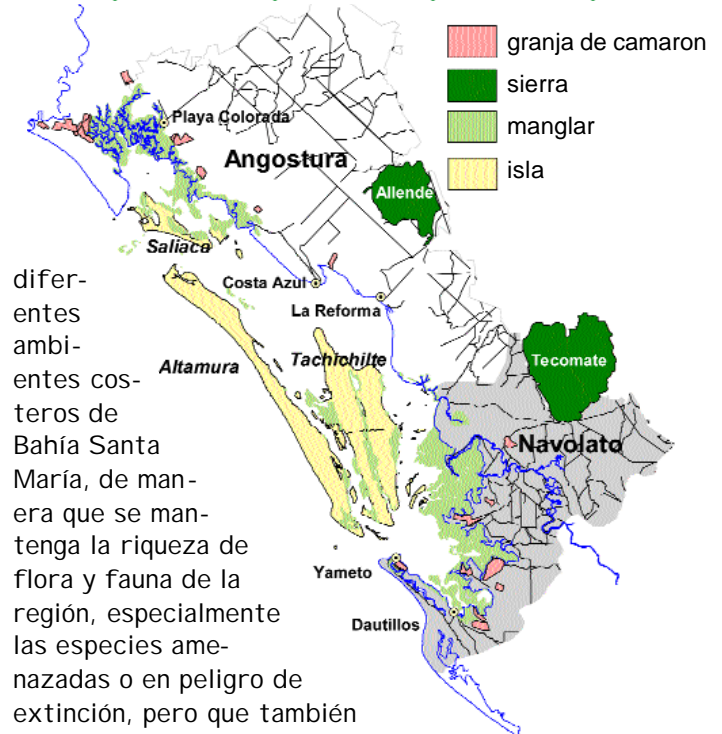 granja de camaron
sierra
manglar
isla
Playa Colorada
Angostura
Allende
Saliaca
Costa Azul
La Reforma
Altamura
Tachichilte
Tecomate
Navolato
Yameto
Dautillos
difer-
entes
ambi-
entes cos-
teros de
Bahía Santa
María, de man-
era que se man-
tenga la riqueza de
flora y fauna de la
región, especialmente
las especies ame-
nazadas o en peligro de
extinción, pero que también